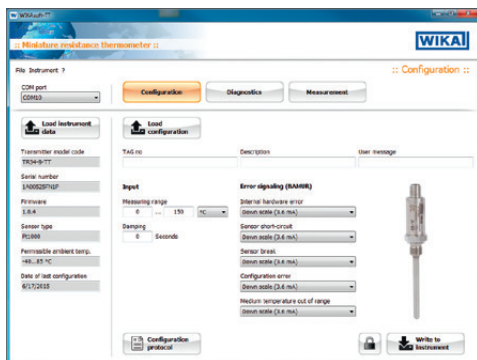 WIKAsoft-TT
:: Miniature resistance thermometer ::
WIKA
File Instrument ?
:: Configuration ::
COM port
COM13
Configuration
Diagnostics
Measurement
Load instrument
data
Load
configuration
Transmitter model code
TR34-B-TT
TAG no
Description
User message
Serial number
Firmware
1.0.4
Sensor type
Pt1000
Permissible ambient temp.
-40...85 °C
Date of last configuration
6/17/2015
Input
Measuring range
0 ... 150 °C
Damping
0 Seconds
Error signaling (NAMUR)
Internal hardware error
Down scale (3.6 mA)
Sensor short-circuit
Down scale (3.6 mA)
Sensor break
Down scale (3.6 mA)
Configuration error
Down scale (3.6 mA)
Medium temperature out of range
Down scale (3.6 mA)
Configuration
protocol
Write to
instrument